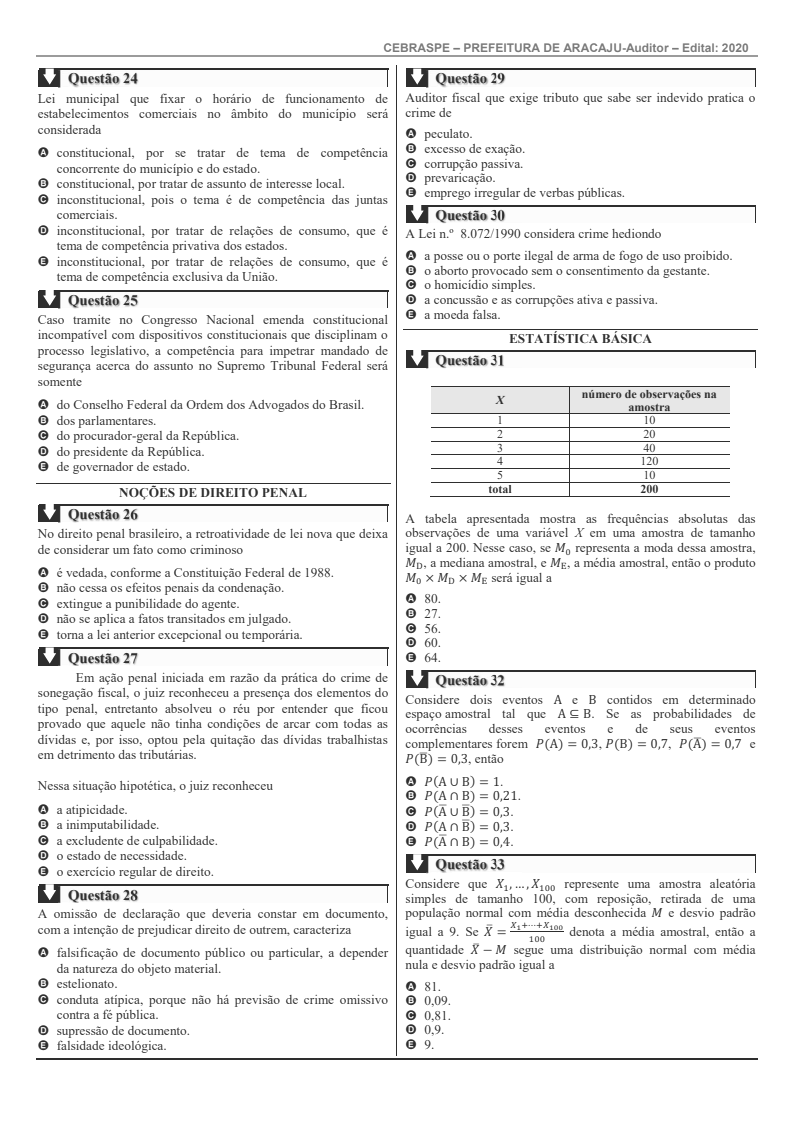 CEBRASPE – PREFEITURA DE ARACAJU-Auditor – Edital: 2020
Questão 24
Lei municipal que fixar o horário de funcionamento de
estabelecimentos comerciais no âmbito do município será
considerada
A constitucional, por se tratar de tema de competência
concorrente do município e do estado.
B constitucional, por tratar de assunto de interesse local.
C inconstitucional, pois o tema é de competência das juntas
comerciais.
D inconstitucional, por tratar de relações de consumo, que é
tema de competência privativa dos estados.
E inconstitucional, por tratar de relações de consumo, que é
tema de competência exclusiva da União.
Questão 25
Caso tramite no Congresso Nacional emenda constitucional
incompatível com dispositivos constitucionais que disciplinam o
processo legislativo, a competência para impetrar mandado de
segurança acerca do assunto no Supremo Tribunal Federal será
somente
A do Conselho Federal da Ordem dos Advogados do Brasil.
B dos parlamentares.
C do procurador-geral da República.
D do presidente da República.
E de governador de estado.
NOÇÕES DE DIREITO PENAL
Questão 26
No direito penal brasileiro, a retroatividade de lei nova que deixa
de considerar um fato como criminoso
A é vedada, conforme a Constituição Federal de 1988.
B não cessa os efeitos penais da condenação.
C extingue a punibilidade do agente.
D não se aplica a fatos transitados em julgado.
E torna a lei anterior excepcional ou temporária.
Questão 27
Em ação penal iniciada em razão da prática do crime de
sonegação fiscal, o juiz reconheceu a presença dos elementos do
tipo penal, entretanto absolveu o réu por entender que ficou
provado que aquele não tinha condições de arcar com todas as
dívidas e, por isso, optou pela quitação das dívidas trabalhistas
em detrimento das tributárias.
Nessa situação hipotética, o juiz reconheceu
A a atipicidade.
B a inimputabilidade.
C a excludente de culpabilidade.
D o estado de necessidade.
E o exercício regular de direito.
Questão 28
A omissão de declaração que deveria constar em documento,
com a intenção de prejudicar direito de outrem, caracteriza
A falsificação de documento público ou particular, a depender
da natureza do objeto material.
B estelionato.
C conduta atípica, porque não há previsão de crime omissivo
contra a fé pública.
D supressão de documento.
E falsidade ideológica.
Questão 29
Auditor fiscal que exige tributo que sabe ser indevido pratica o
crime de
A peculato.
B excesso de exação.
C corrupção passiva.
D prevaricação.
E emprego irregular de verbas públicas.
Questão 30
A Lei n.º 8.072/1990 considera crime hediondo
A a posse ou o porte ilegal de arma de fogo de uso proibido.
B o aborto provocado sem o consentimento da gestante.
C o homicídio simples.
D a concussão e as corrupções ativa e passiva.
E a moeda falsa.
ESTATÍSTICA BÁSICA
Questão 31
X número de observações na
amostra
1 10
2 20
3 40
4 120
5 10
total 200
A tabela apresentada mostra as frequências absolutas das
observações de uma variável X em uma amostra de tamanho
igual a 200. Nesse caso, se M₀ representa a moda dessa amostra,
M_D, a mediana amostral, e M_E, a média amostral, então o produto
M₀ × M_D × M_E será igual a
A 80.
B 27.
C 56.
D 60.
E 64.
Questão 32
Considere dois eventos A e B contidos em determinado
espaço amostral tal que A ⊆ B. Se as probabilidades de
ocorrências desses eventos e de seus eventos
complementares forem P(A) = 0,3, P(B) = 0,7, P(A̅) = 0,7 e
P(B̅) = 0,3, então
A P(A ∪ B) = 1.
B P(A ∩ B) = 0,21.
C P(A̅ ∪ B̅) = 0,3.
D P(A ∩ B̅) = 0,3.
E P(A̅ ∩ B) = 0,4.
Questão 33
Considere que X₁, ..., X₁₀₀ represente uma amostra aleatória
simples de tamanho 100, com reposição, retirada de uma
população normal com média desconhecida M e desvio padrão
igual a 9. Se X̅ = (X₁+⋯+X₁₀₀)/100 denota a média amostral, então a
quantidade X̅ − M segue uma distribuição normal com média
nula e desvio padrão igual a
A 81.
B 0,09.
C 0,81.
D 0,9.
E 9.